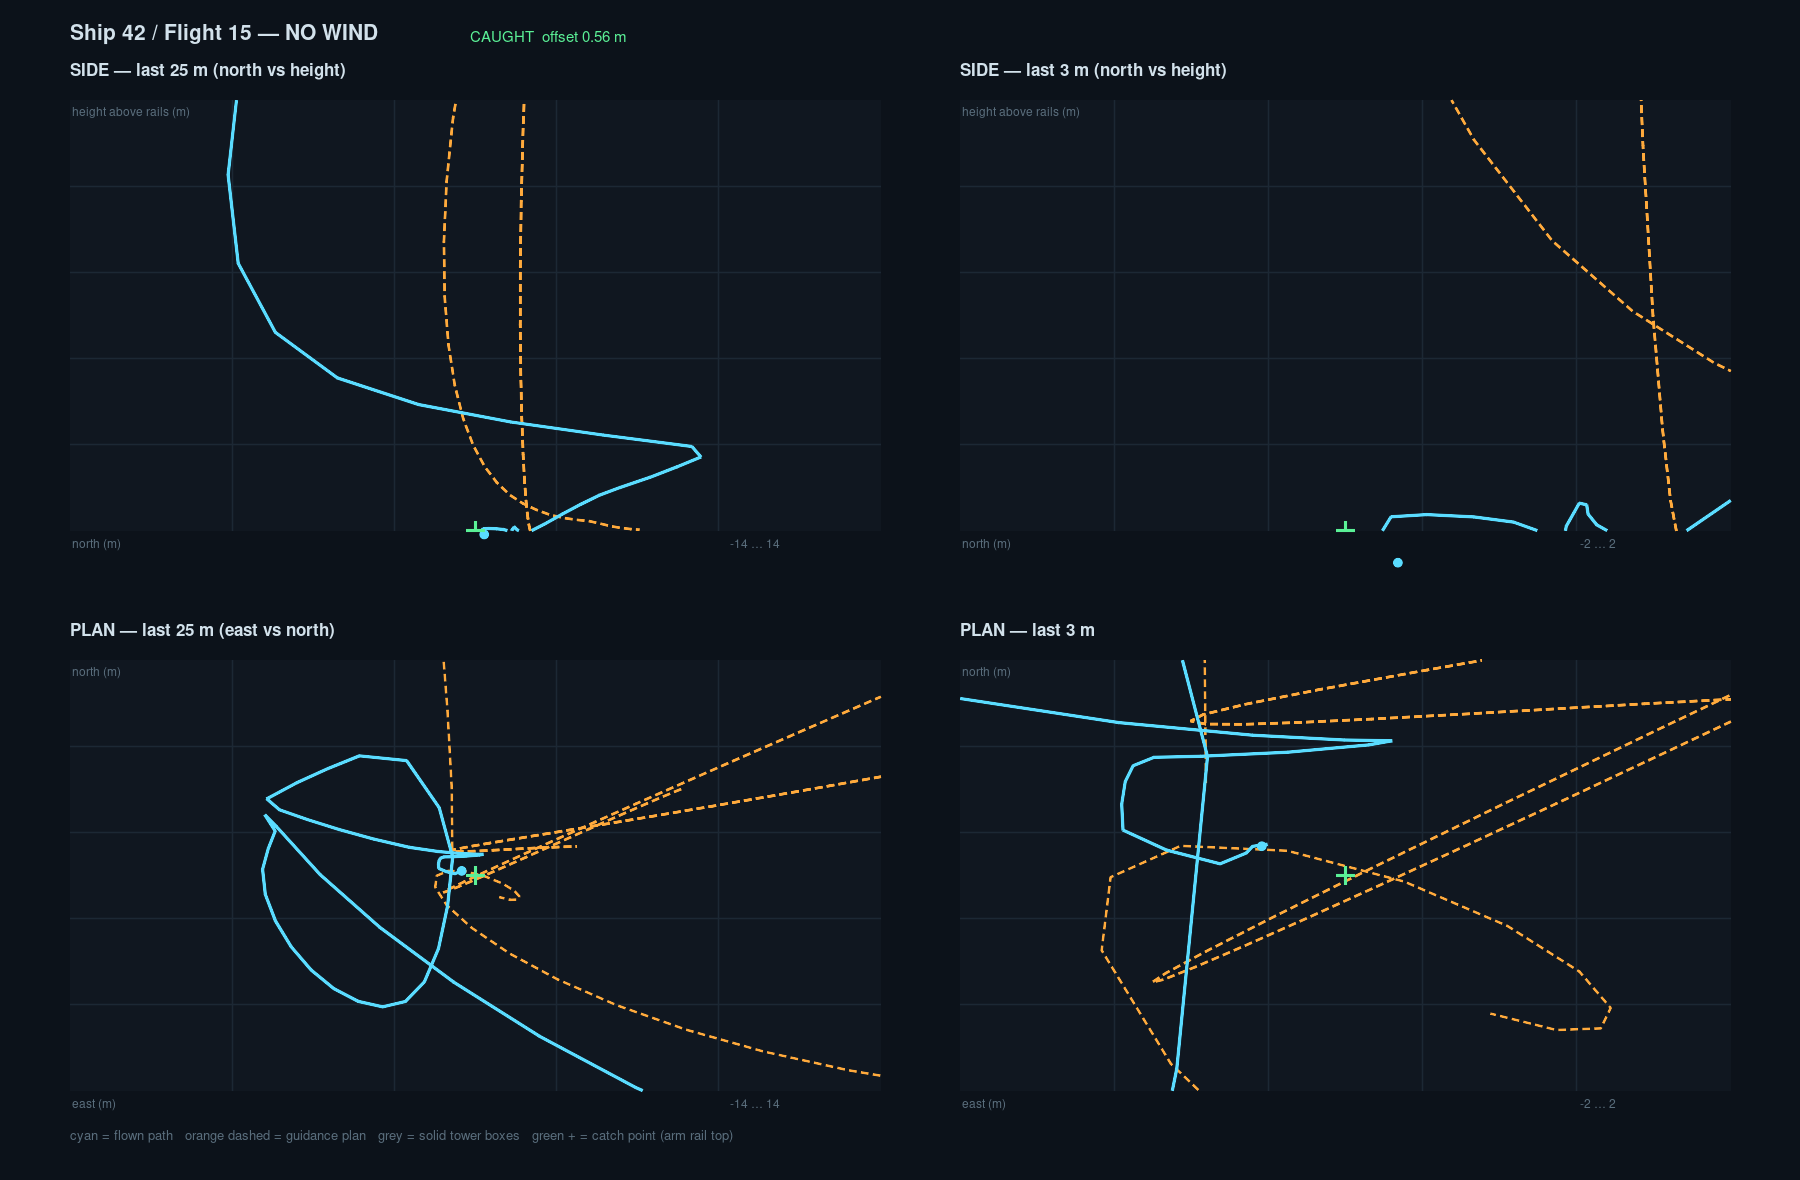 Ship 42 / Flight 15 — NO WIND
CAUGHT offset 0.56 m
SIDE — last 25 m (north vs height)
SIDE — last 3 m (north vs height)
height above rails (m)
height above rails (m)
north (m)
-14 ... 14
north (m)
-2 ... 2
PLAN — last 25 m (east vs north)
PLAN — last 3 m
north (m)
north (m)
east (m)
-14 ... 14
east (m)
-2 ... 2
cyan = flown path orange dashed = guidance plan grey = solid tower boxes green + = catch point (arm rail top)